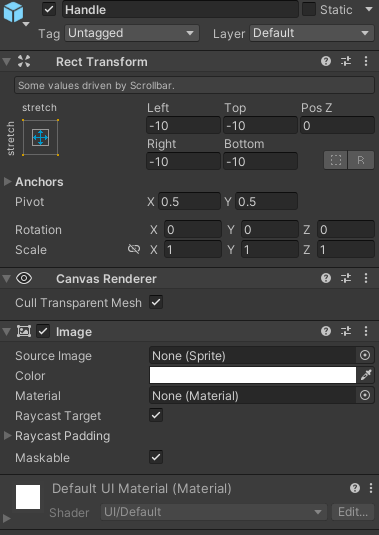 Handle Static
Tag Untagged Layer Default
Rect Transform
Some values driven by Scrollbar.
stretch
stretch
Left Top Pos Z
-10 -10 0
Right Bottom
-10 -10 R
Anchors
Pivot X 0.5 Y 0.5
Rotation X 0 Y 0 Z 0
Scale X 1 Y 1 Z 1
Canvas Renderer
Cull Transparent Mesh
Image
Source Image None (Sprite)
Color
Material None (Material)
Raycast Target
Raycast Padding
Maskable
Default UI Material (Material)
Shader UI/Default Edit...